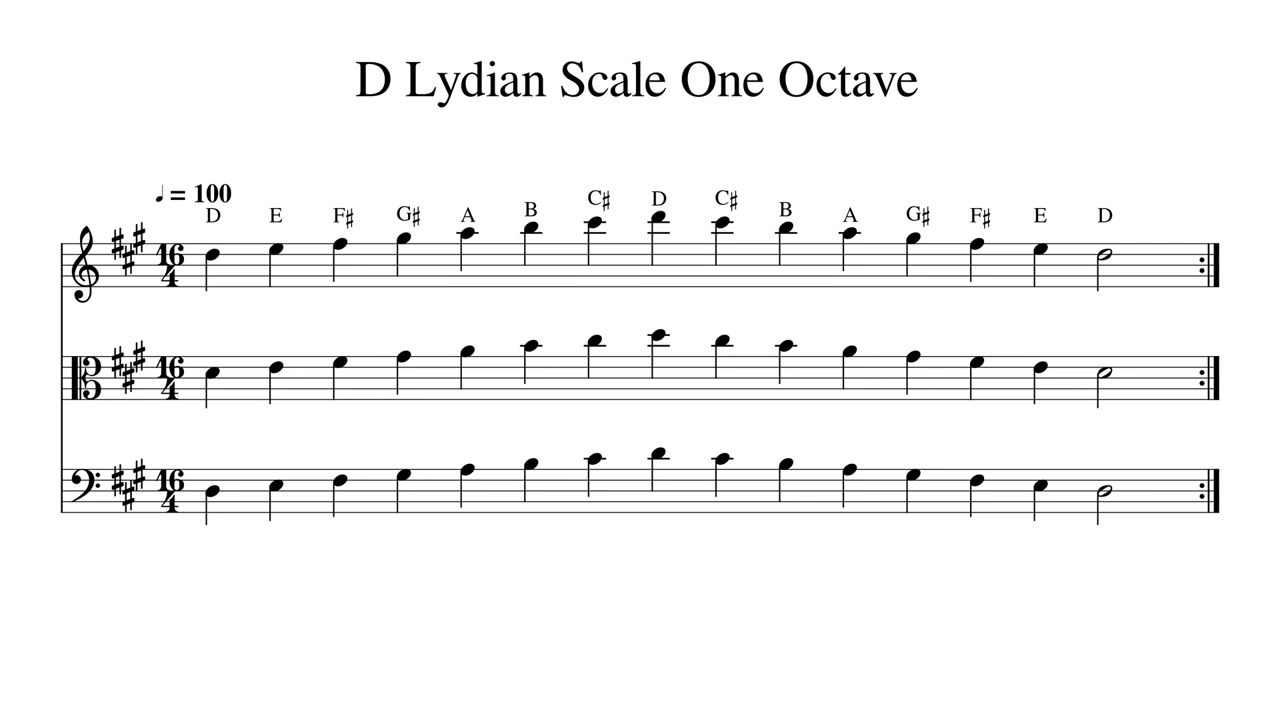 D Lydian Scale One Octave
♩ = 100
D E F♯ G♯ A B C♯ D C♯ B A G♯ F♯ E D
16
4
16
4
16
4